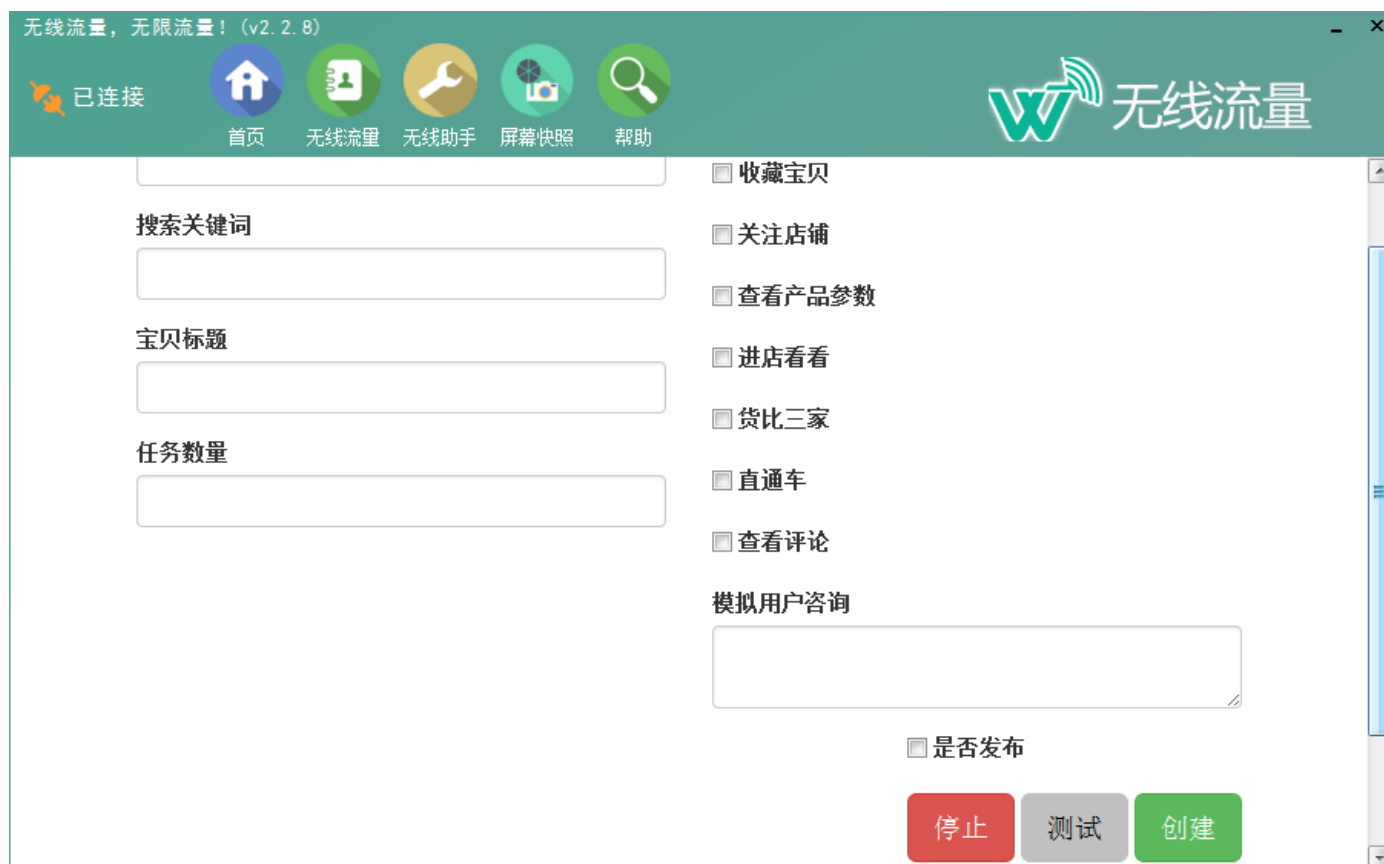 无线流量，无限流量！(v2.2.8)
已连接
首页
无线流量
无线助手
屏幕快照
帮助
无线流量
搜索关键词
宝贝标题
任务数量
收藏宝贝
关注店铺
查看产品参数
进店看看
货比三家
直通车
查看评论
模拟用户咨询
是否发布
停止
测试
创建